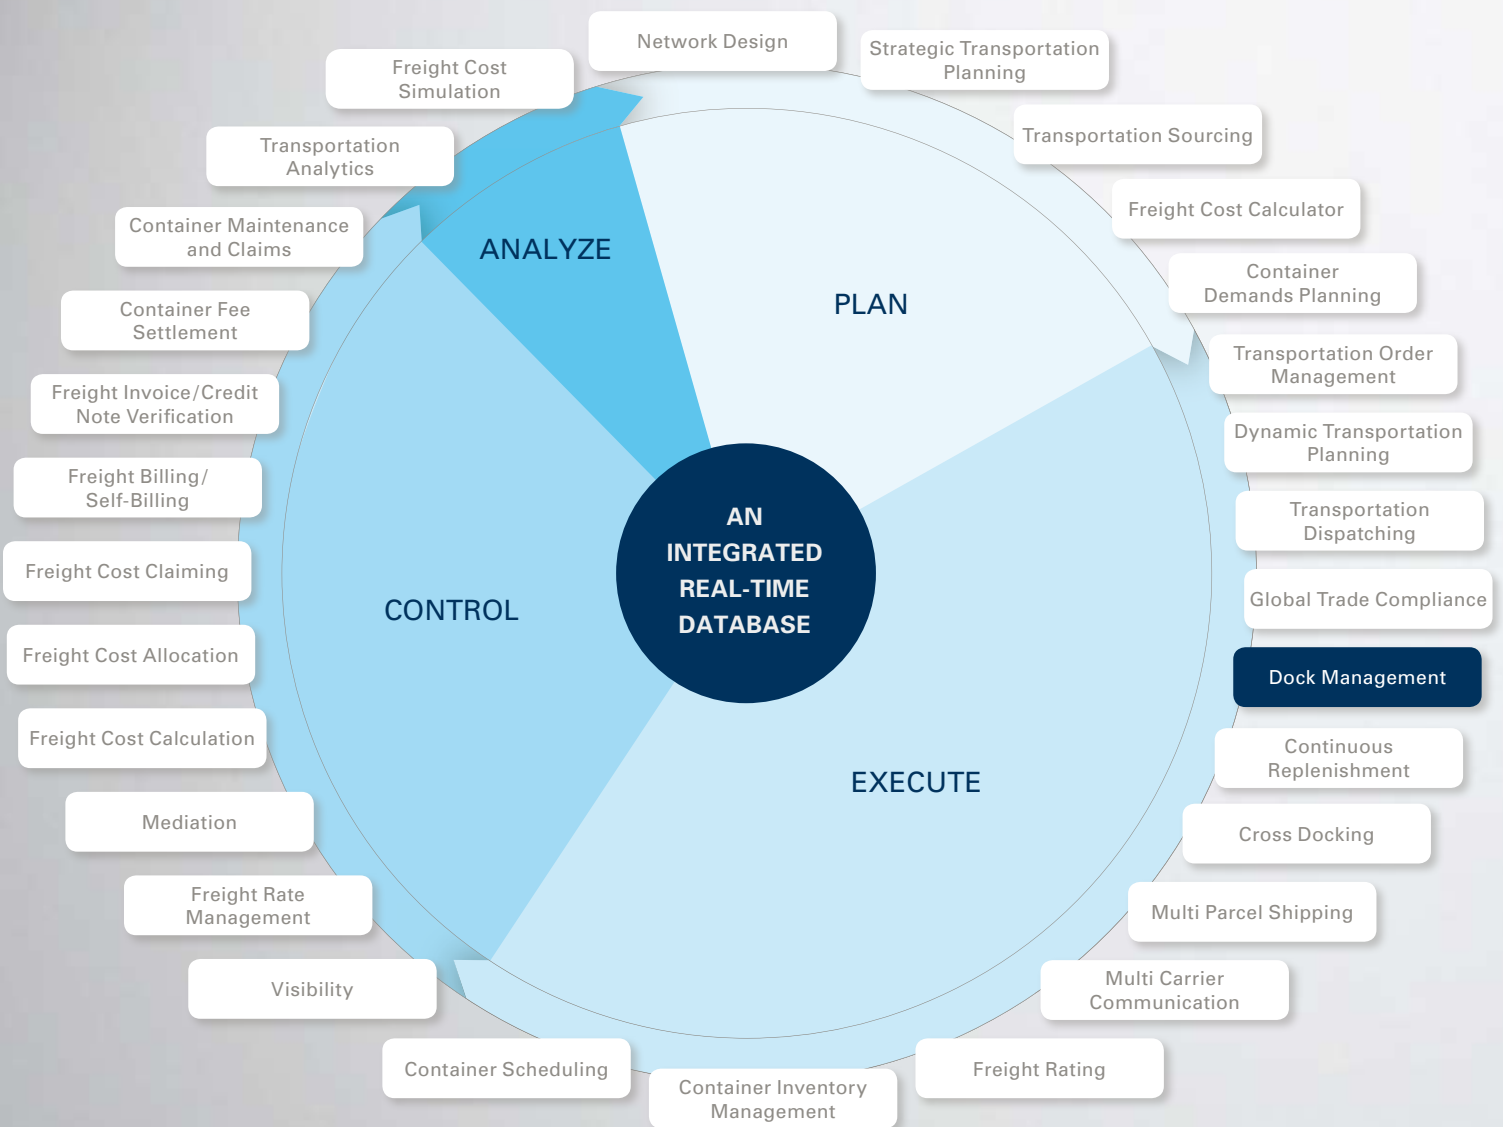 Network Design
Strategic Transportation
Planning
Transportation Sourcing
Freight Cost Calculator
Container
Demands Planning
Transportation Order
Management
Dynamic Transportation
Planning
Transportation
Dispatching
Global Trade Compliance
Dock Management
Continuous
Replenishment
Cross Docking
Multi Parcel Shipping
Multi Carrier
Communication
Freight Rating
Container Inventory
Management
Container Scheduling
Visibility
Freight Rate
Management
Mediation
Freight Cost Calculation
Freight Cost Allocation
Freight Cost Claiming
Freight Billing/
Self-Billing
Freight Invoice/Credit
Note Verification
Container Fee
Settlement
Container Maintenance
and Claims
Transportation
Analytics
Freight Cost
Simulation
ANALYZE
PLAN
EXECUTE
CONTROL
AN
INTEGRATED
REAL-TIME
DATABASE